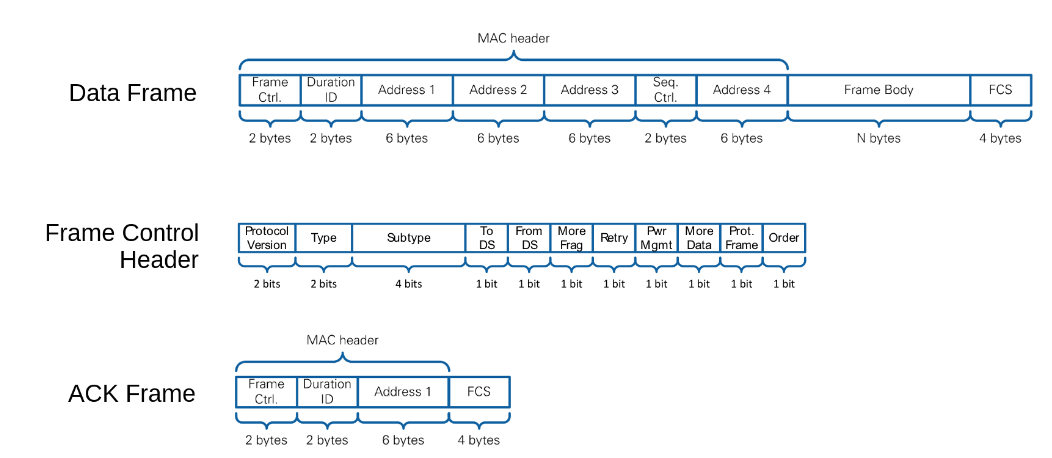 MAC header
Data Frame
Frame Ctrl.
Duration ID
Address 1
Address 2
Address 3
Seq. Ctrl.
Address 4
Frame Body
FCS
2 bytes
2 bytes
6 bytes
6 bytes
6 bytes
2 bytes
6 bytes
N bytes
4 bytes
Frame Control
Header
Protocol Version
Type
Subtype
To DS
From DS
More Frag
Retry
Pwr Mgmt
More Data
Prot. Frame
Order
2 bits
2 bits
4 bits
1 bit
1 bit
1 bit
1 bit
1 bit
1 bit
1 bit
1 bit
MAC header
ACK Frame
Frame Ctrl.
Duration ID
Address 1
FCS
2 bytes
2 bytes
6 bytes
4 bytes